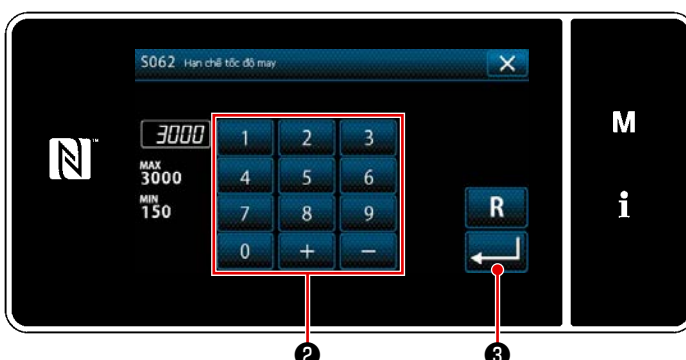 S062 Hạn chế tốc độ may
3000
MAX
3000
MIN
150
1 2 3
4 5 6
7 8 9
0 + −
R
M
i
N
❷ ❸